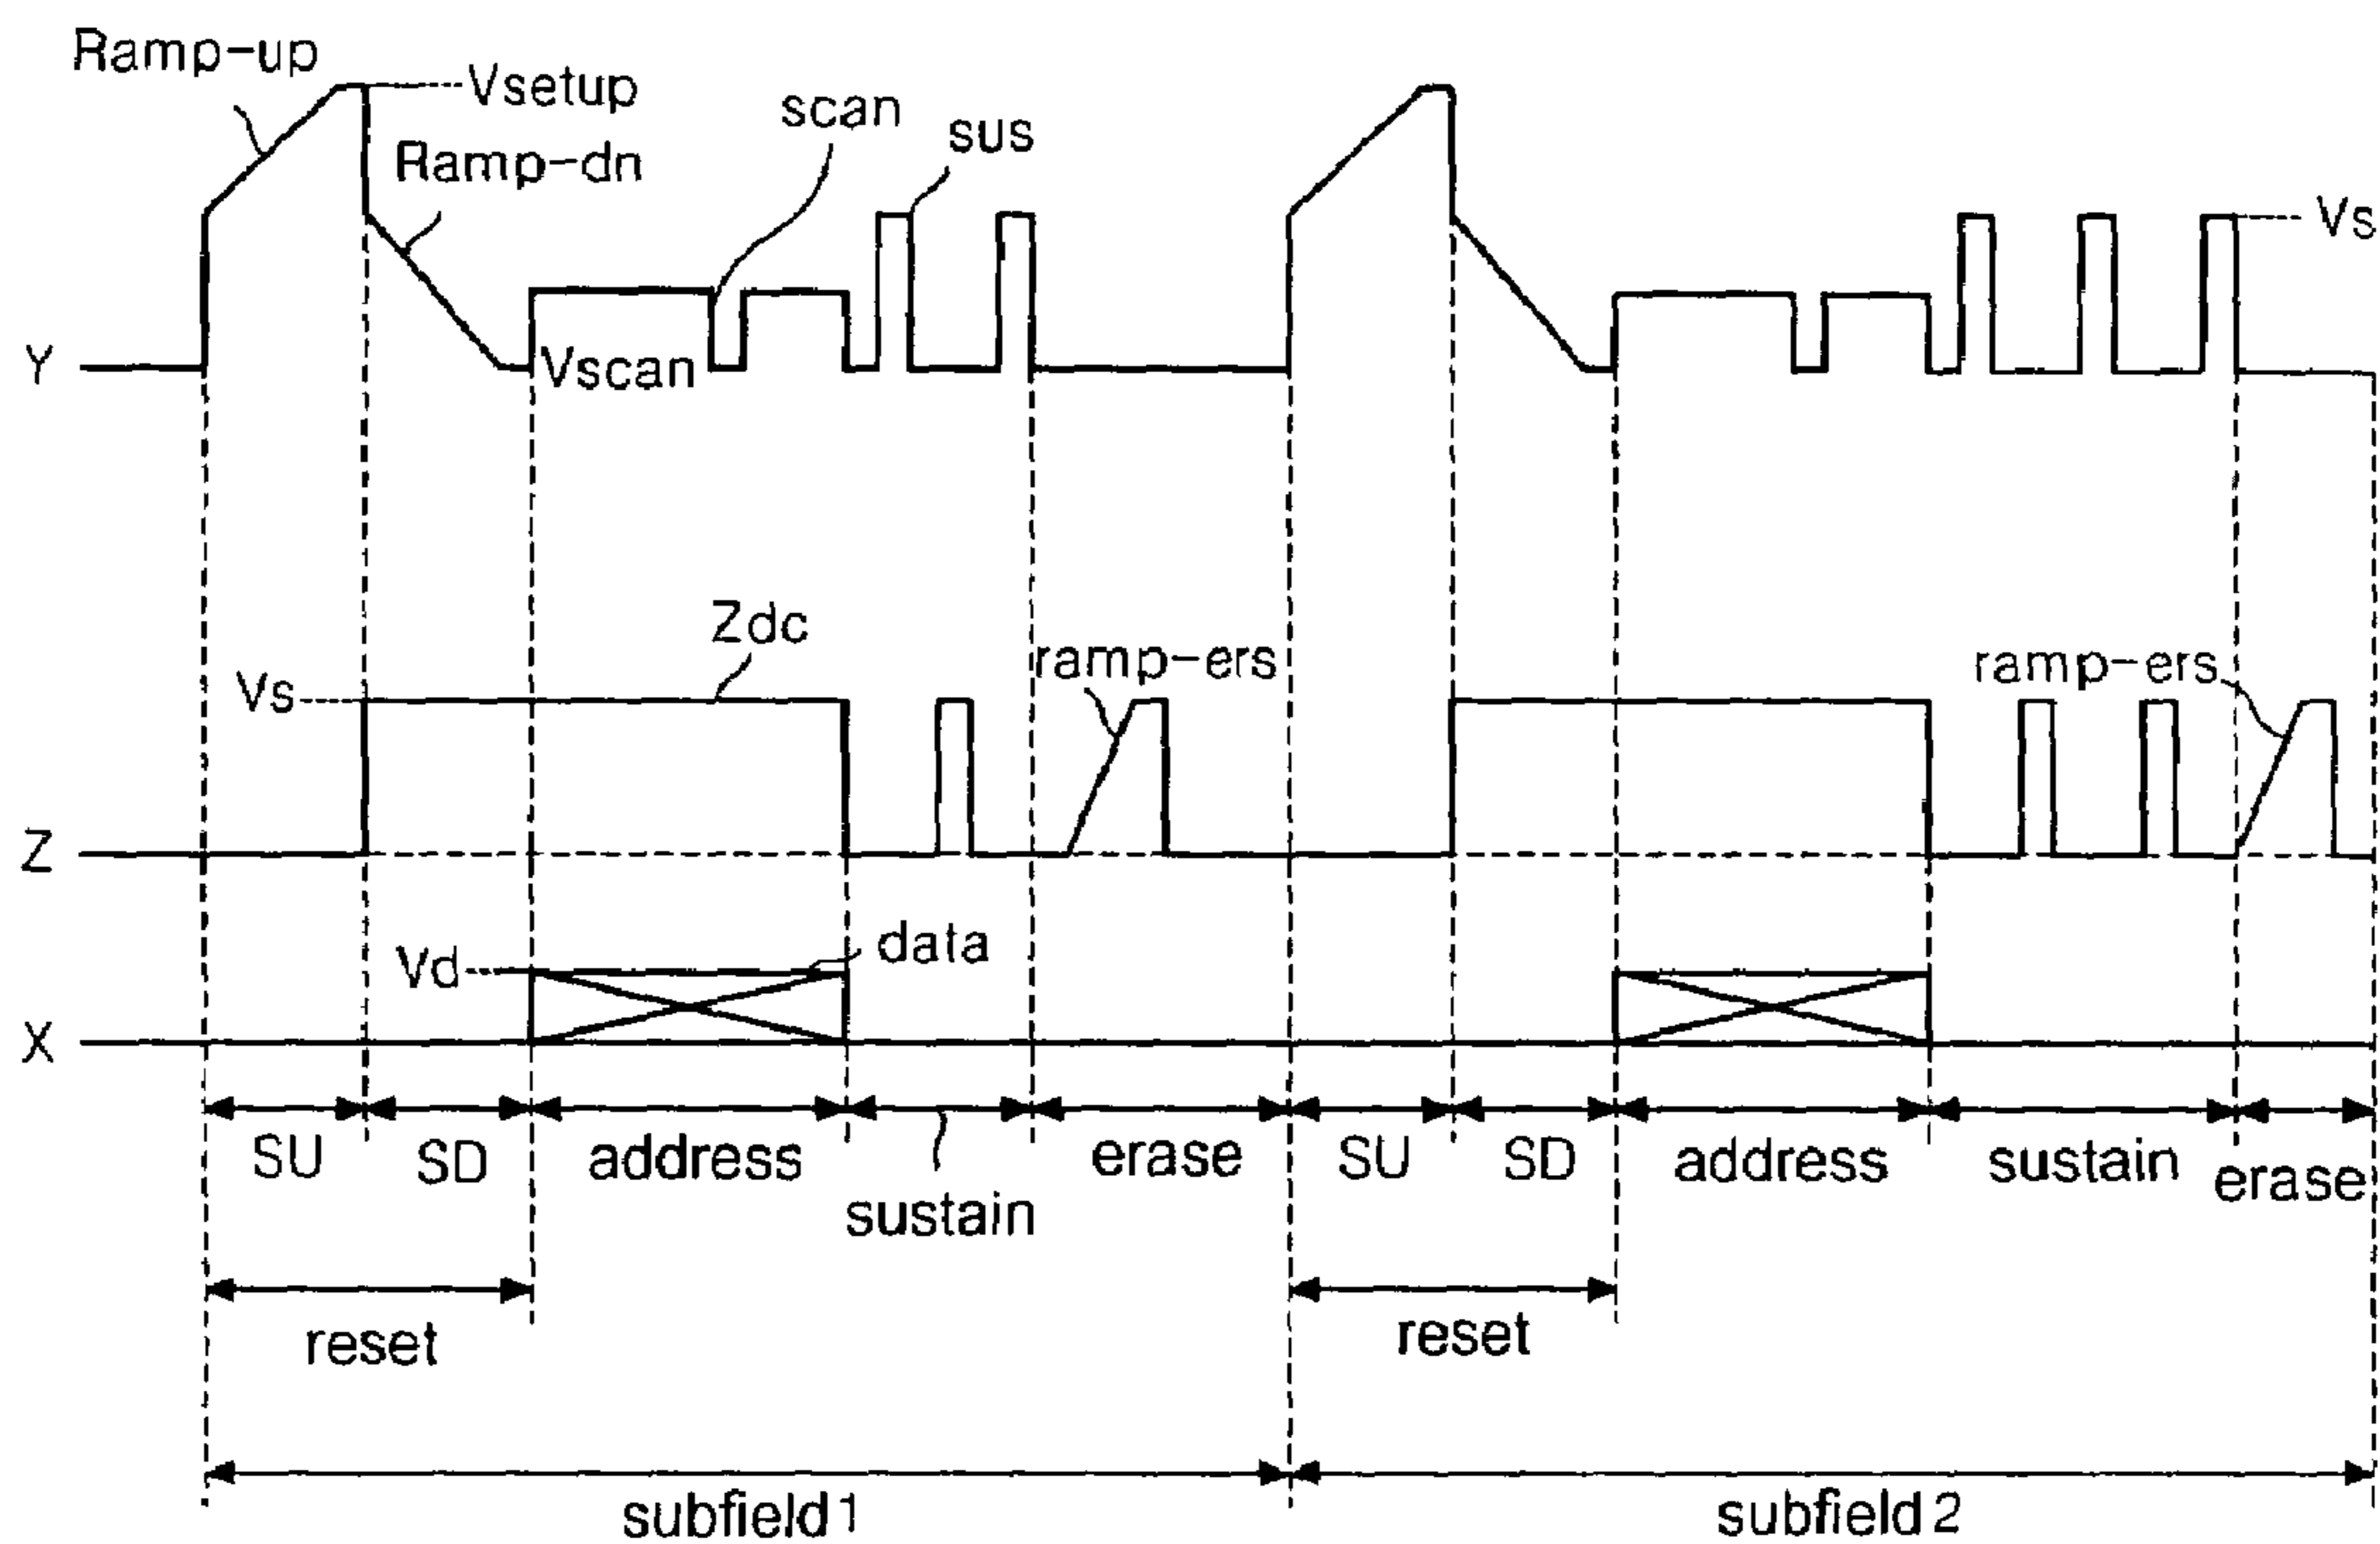 Ramp-up
Vsetup
scan
sus
Ramp-dn
Vs
Y
Vscan
Zdc
ramp-ers
ramp-ers
Vs
Z
data
Vd
X
SU
SD
address
sustain
erase
SU
SD
address
sustain
erase
reset
reset
subfield 1
subfield 2